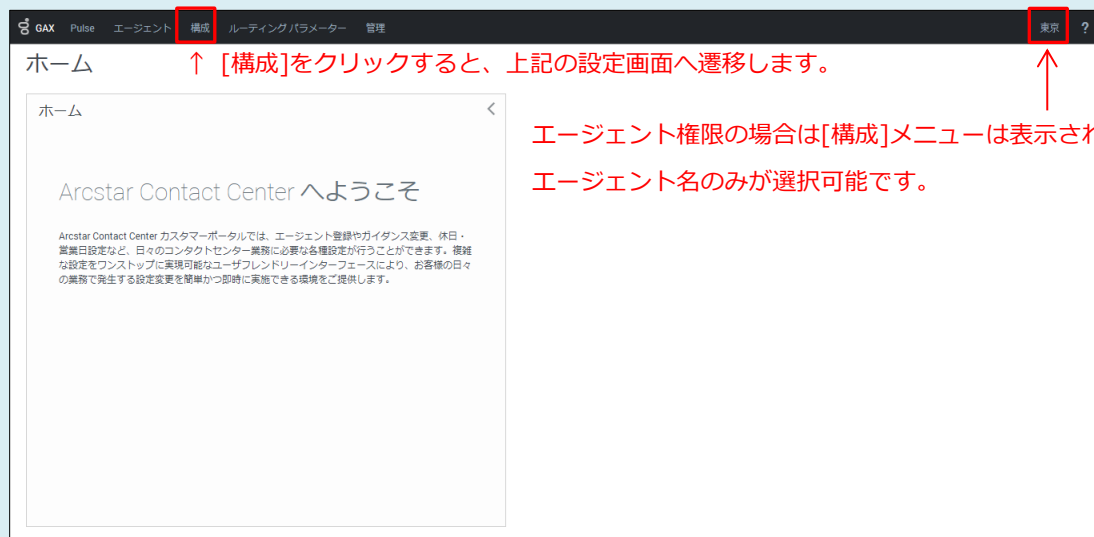 GAX Pulse エージェント 構成 ルーティング パラメーター 管理 東京 ?
ホーム
↑ [構成]をクリックすると、上記の設定画面へ遷移します。
ホーム
エージェント権限の場合は[構成]メニューは表示され
エージェント名のみが選択可能です。
Arcstar Contact Center へようこそ
Arcstar Contact Center カスタマーポータルでは、エージェント登録やガイダンス変更、休日・
営業日設定など、日々のコンタクトセンター業務に必要な各種設定が行うことができます。複雑
な設定をワンストップに実現可能なユーザフレンドリーインターフェースにより、お客様の日々
の業務で発生する設定変更を簡単かつ即時に実施できる環境をご提供します。